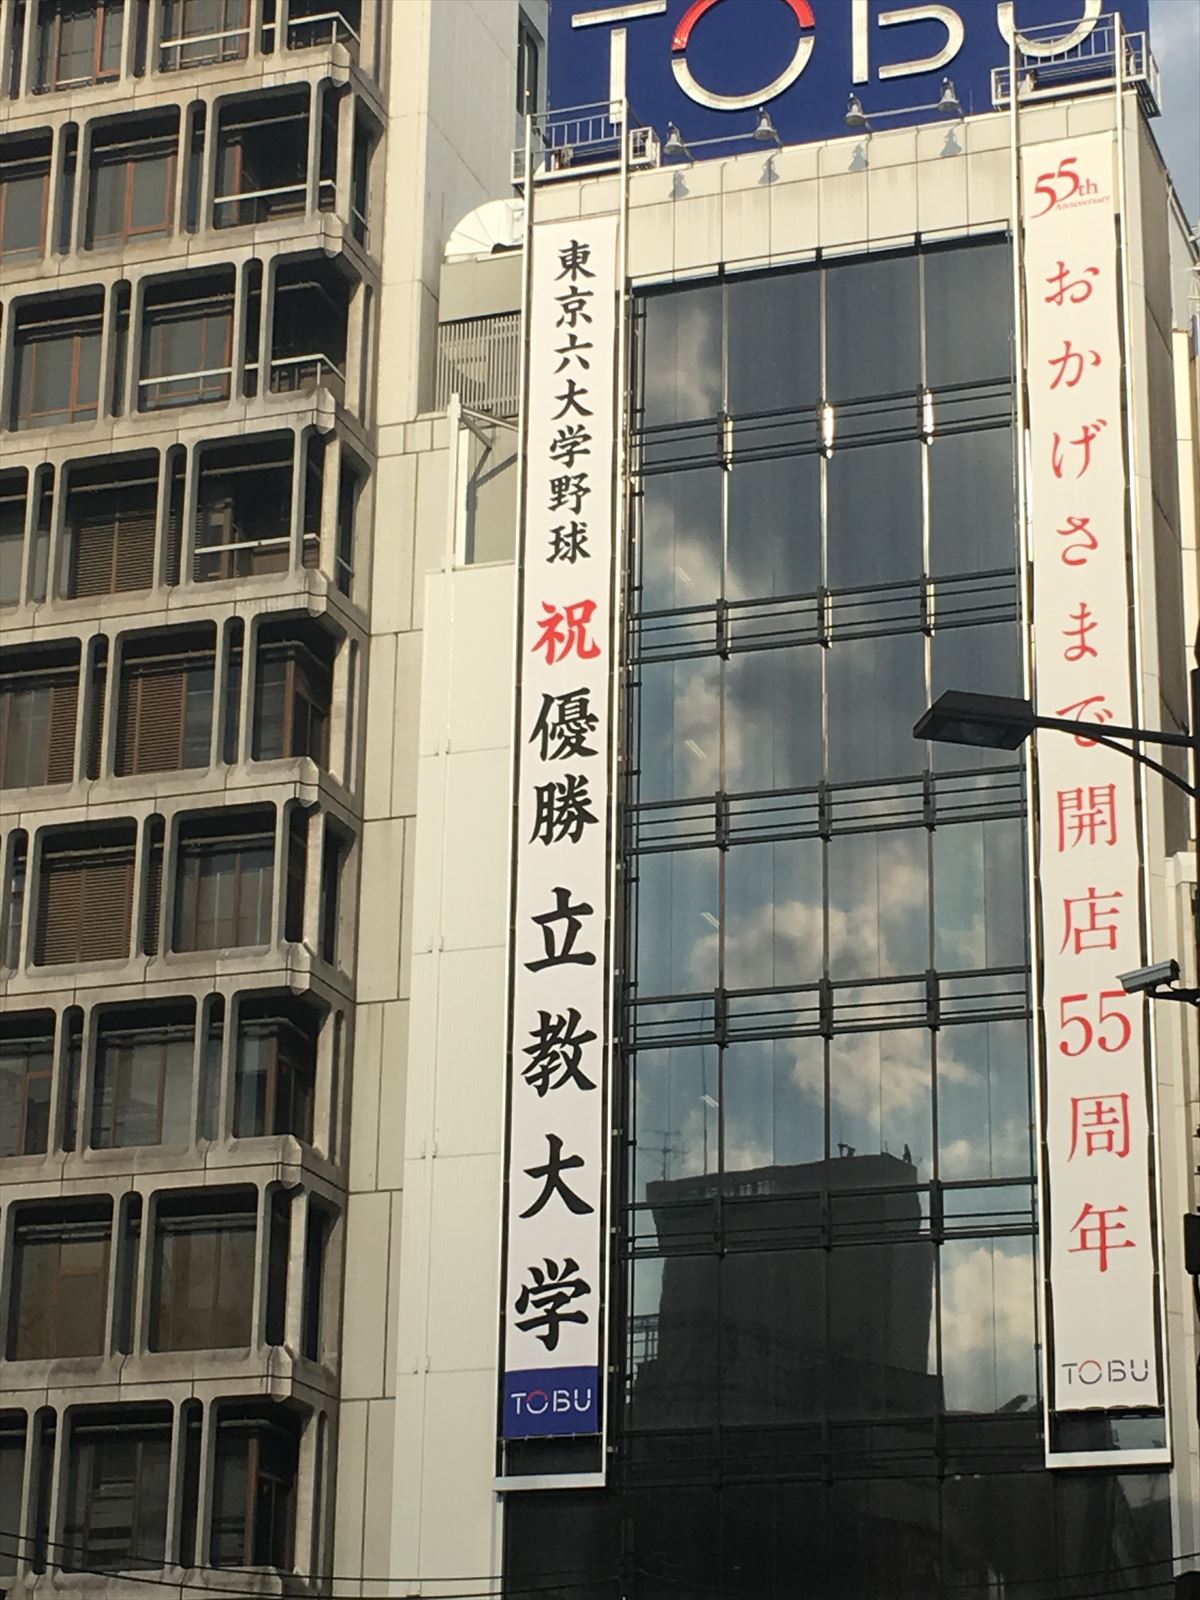 TOBU
東京六大学野球 祝 優勝 立教大学
TOBU
55th
Anniversary
おかげさまで開店55周年
TOBU